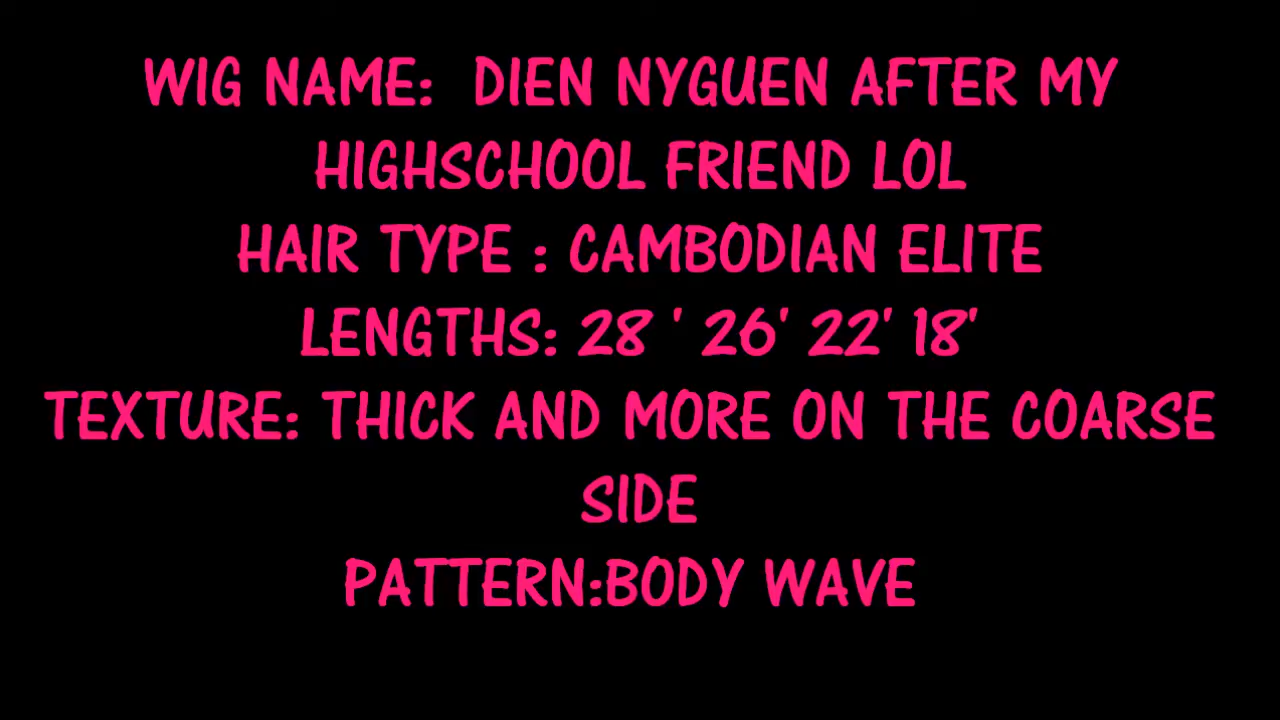 WIG NAME:  DIEN NYGUEN AFTER MY
HIGHSCHOOL FRIEND LOL
HAIR TYPE : CAMBODIAN ELITE
LENGTHS: 28 ' 26' 22' 18'
TEXTURE: THICK AND MORE ON THE COARSE
SIDE
PATTERN:BODY WAVE